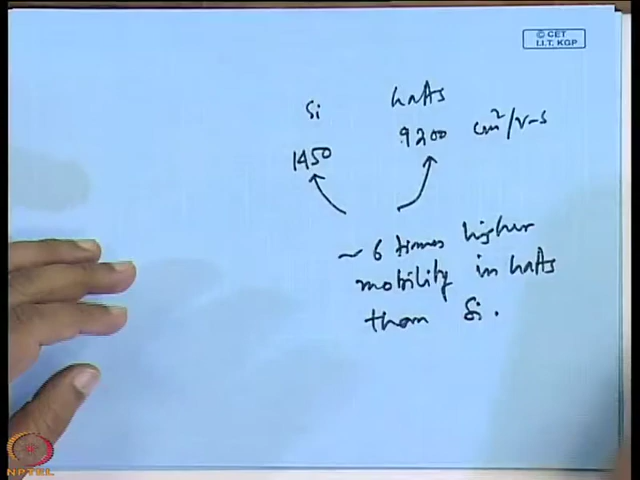 © CET
I.I.T. KGP
Si GaAs
1450 9200 cm²/V-s
~ 6 times higher
mobility in GaAs
than Si.
NPTEL